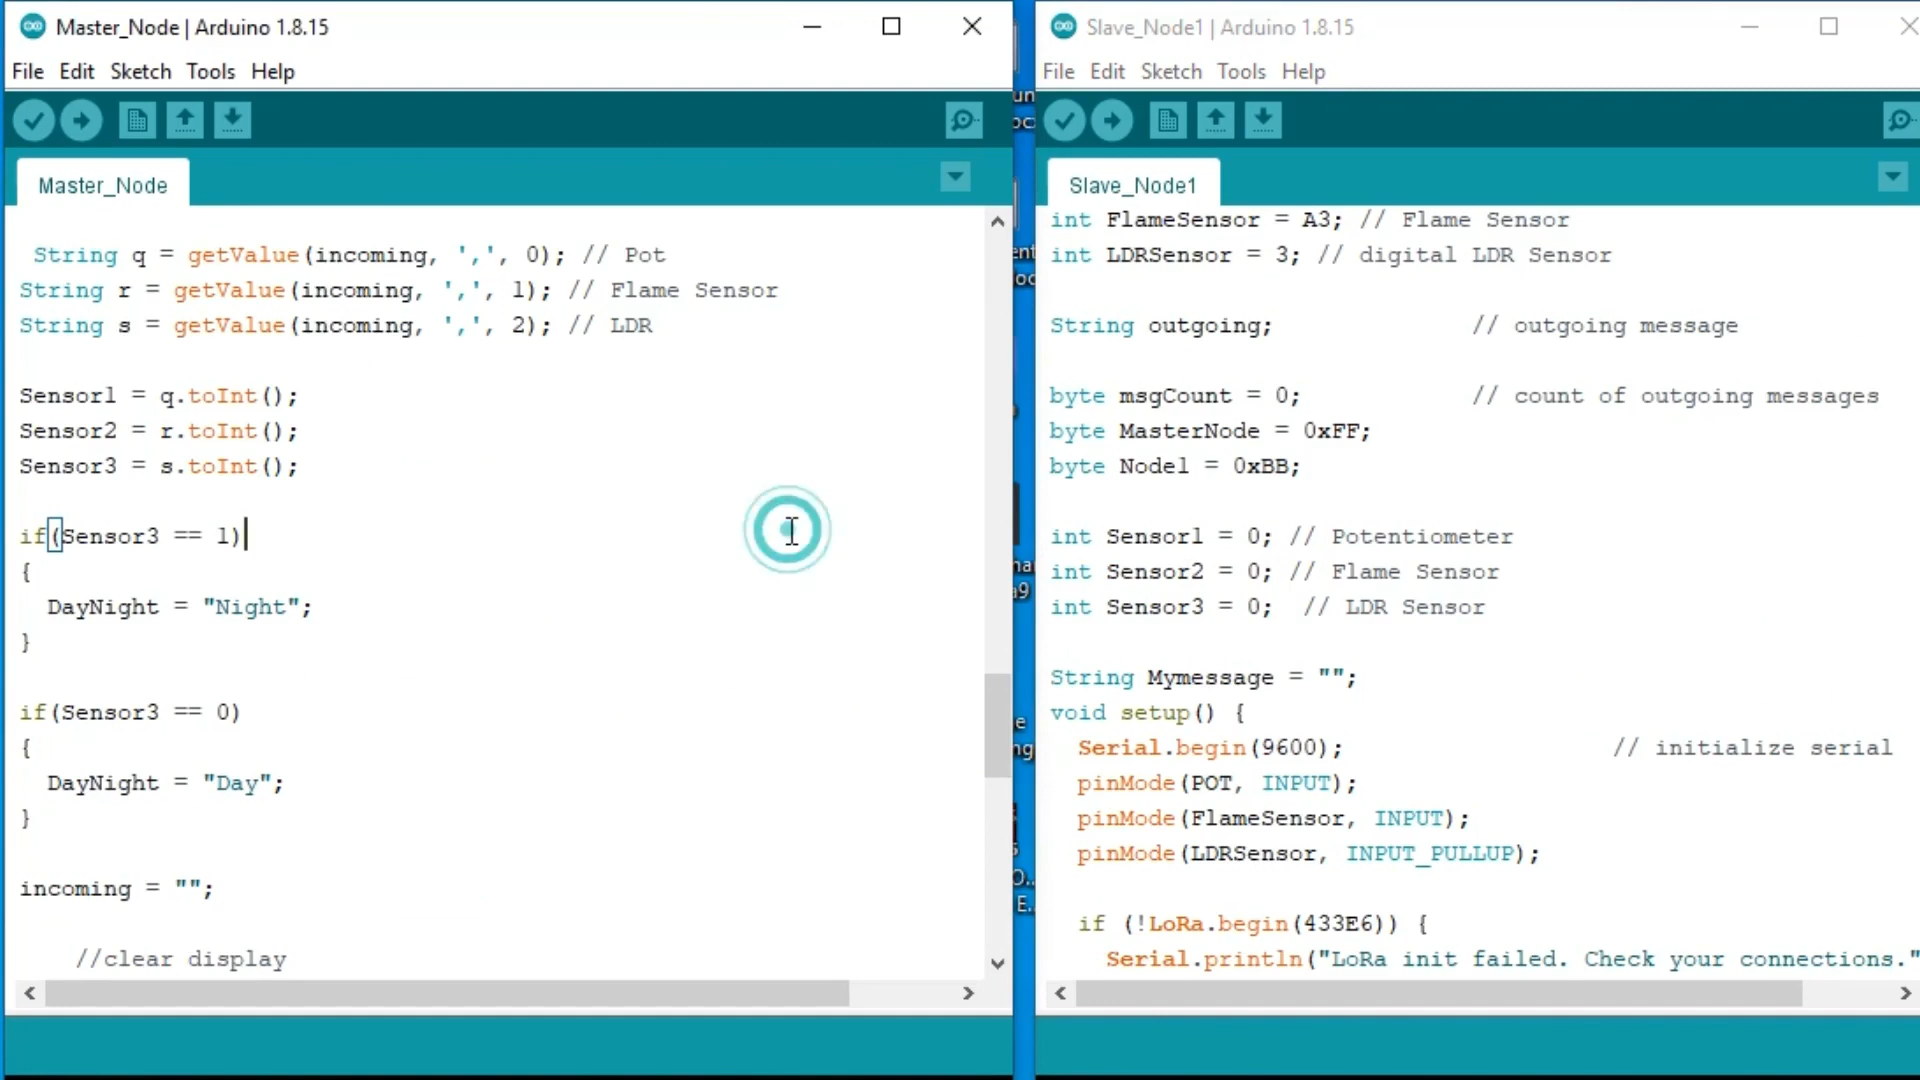 Master_Node | Arduino 1.8.15
File Edit Sketch Tools Help
Master_Node
String q = getValue(incoming, ',', 0); // Pot
String r = getValue(incoming, ',', 1); // Flame Sensor
String s = getValue(incoming, ',', 2); // LDR
Sensor1 = q.toInt();
Sensor2 = r.toInt();
Sensor3 = s.toInt();
if(Sensor3 == 1)
{
DayNight = "Night";
}
if(Sensor3 == 0)
{
DayNight = "Day";
}
incoming = "";
//clear display
Slave_Node1 | Arduino 1.8.15
File Edit Sketch Tools Help
Slave_Node1
int FlameSensor = A3; // Flame Sensor
int LDRSensor = 3; // digital LDR Sensor
String outgoing; // outgoing message
byte msgCount = 0; // count of outgoing messages
byte MasterNode = 0xFF;
byte Node1 = 0xBB;
int Sensor1 = 0; // Potentiometer
int Sensor2 = 0; // Flame Sensor
int Sensor3 = 0; // LDR Sensor
String Mymessage = "";
void setup() {
Serial.begin(9600); // initialize serial
pinMode(POT, INPUT);
pinMode(FlameSensor, INPUT);
pinMode(LDRSensor, INPUT_PULLUP);
if (!LoRa.begin(433E6)) {
Serial.println("LoRa init failed. Check your connections."